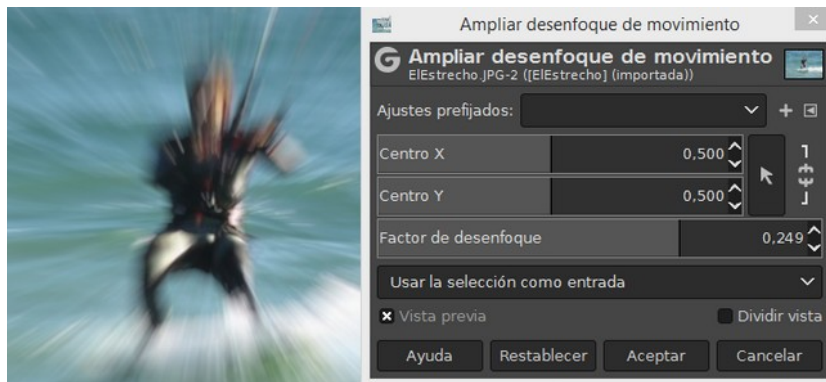 Ampliar desenfoque de movimiento
Ampliar desenfoque de movimiento
ElEstrecho.JPG-2 ([ElEstrecho] (importada))
Ajustes prefijados:
Centro X 0,500
Centro Y 0,500
Factor de desenfoque 0,249
Usar la selección como entrada
Vista previa Dividir vista
Ayuda Restablecer Aceptar Cancelar